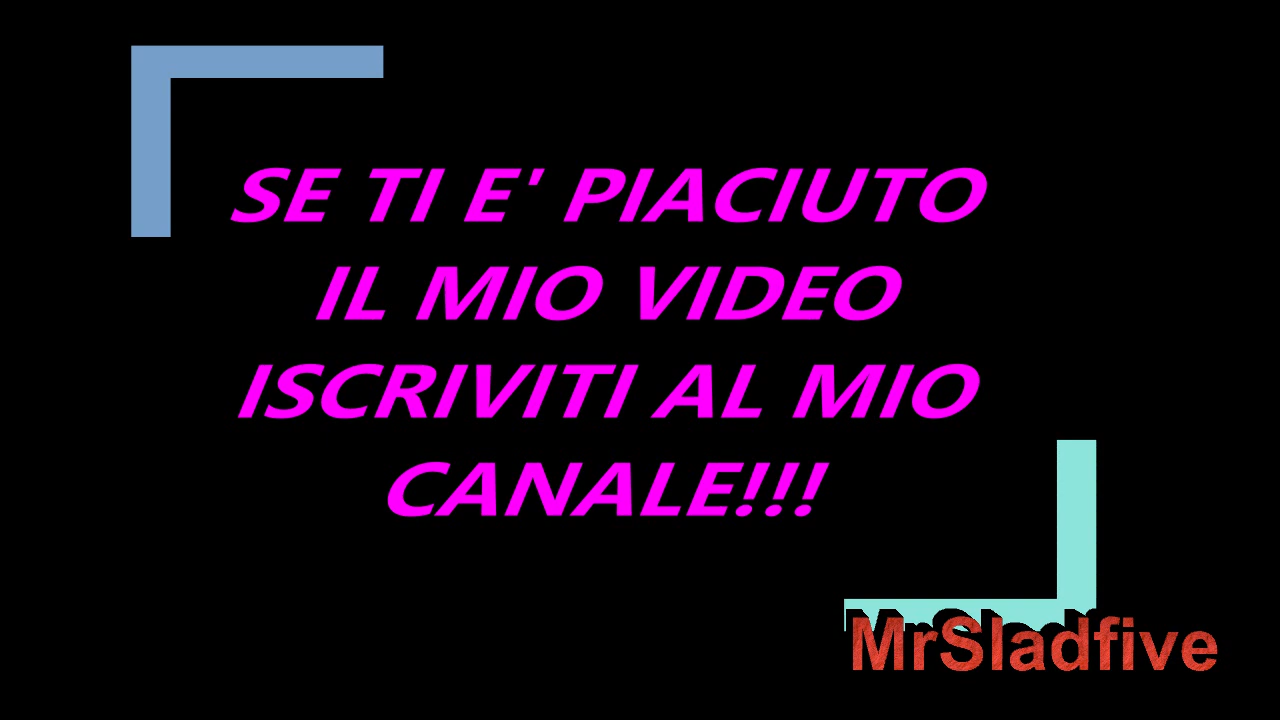 SE TI E' PIACIUTO
IL MIO VIDEO
ISCRIVITI AL MIO
CANALE!!!
MrSladfive